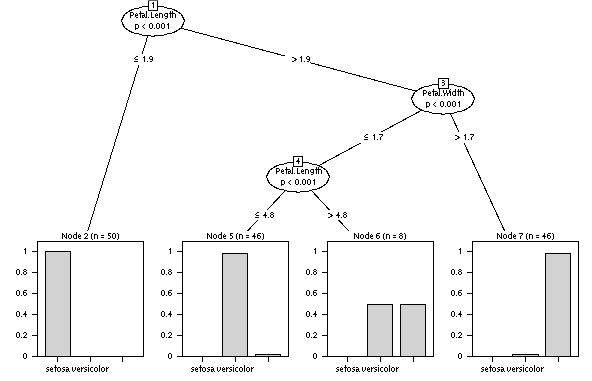 1
Petal.Length
p < 0.001
≤ 1.9
> 1.9
3
Petal.Width
p < 0.001
≤ 1.7
> 1.7
4
Petal.Length
p < 0.001
≤ 4.8
> 4.8
Node 2 (n = 50)
1
0.8
0.6
0.4
0.2
0
setosa versicolor
Node 5 (n = 46)
1
0.8
0.6
0.4
0.2
0
setosa versicolor
Node 6 (n = 8)
1
0.8
0.6
0.4
0.2
0
setosa versicolor
Node 7 (n = 46)
1
0.8
0.6
0.4
0.2
0
setosa versicolor